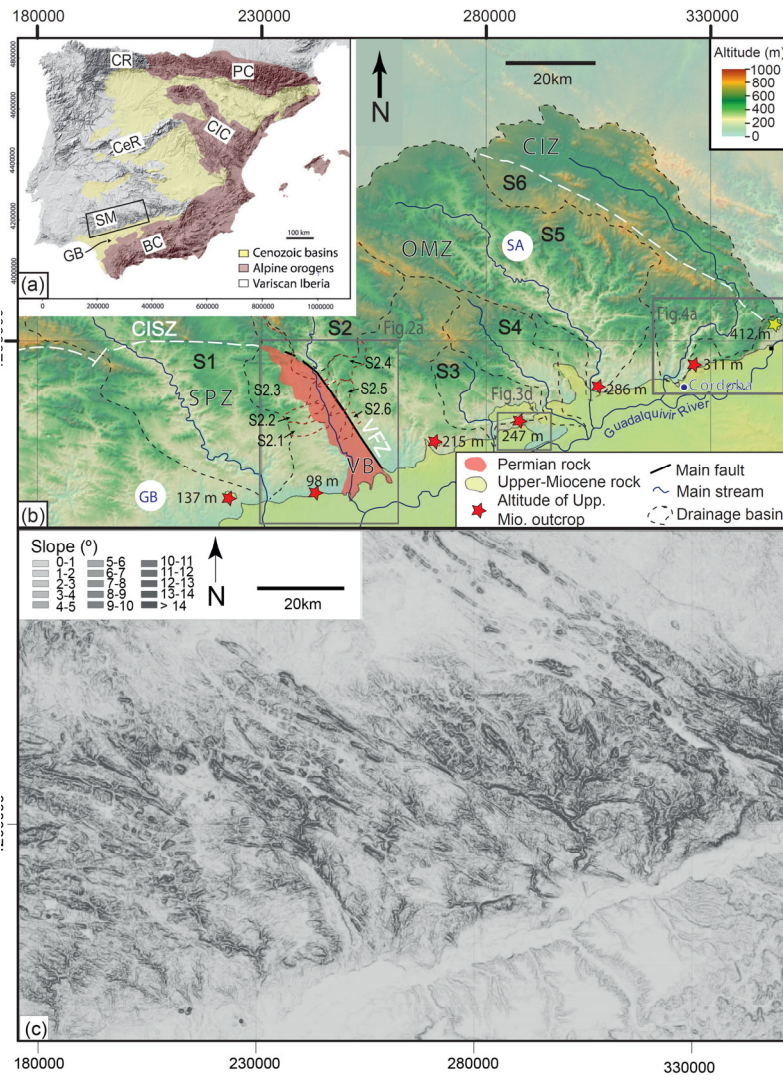 180000
230000
280000
330000
4800000
4600000
4400000
4200000
4000000
CR
PC
CIC
CeR
SM
GB
BC
100 km
Cenozoic basins
Alpine orogens
Variscan Iberia
(a)
0
200000
400000
600000
800000
1000000
N
20km
Altitude (m)
1000
800
600
400
200
0
CIZ
S6
S5
SA
OMZ
S4
S3
S2
S1
SPZ
CISZ
Fig.2a
Fig.3d
Fig.4a
S2.4
S2.3
S2.5
S2.2
S2.6
S2.1
VFZ
VB
GB
137 m
98 m
215 m
247 m
286 m
311 m
412 m
Cordoba
Guadalquivir River
Permian rock
Upper-Miocene rock
Altitude of Upp.
Mio. outcrop
Main fault
Main stream
Drainage basin
(b)
Slope (º)
0-1
1-2
2-3
3-4
4-5
5-6
6-7
7-8
8-9
9-10
10-11
11-12
12-13
13-14
> 14
N
20km
(c)
180000
230000
280000
330000